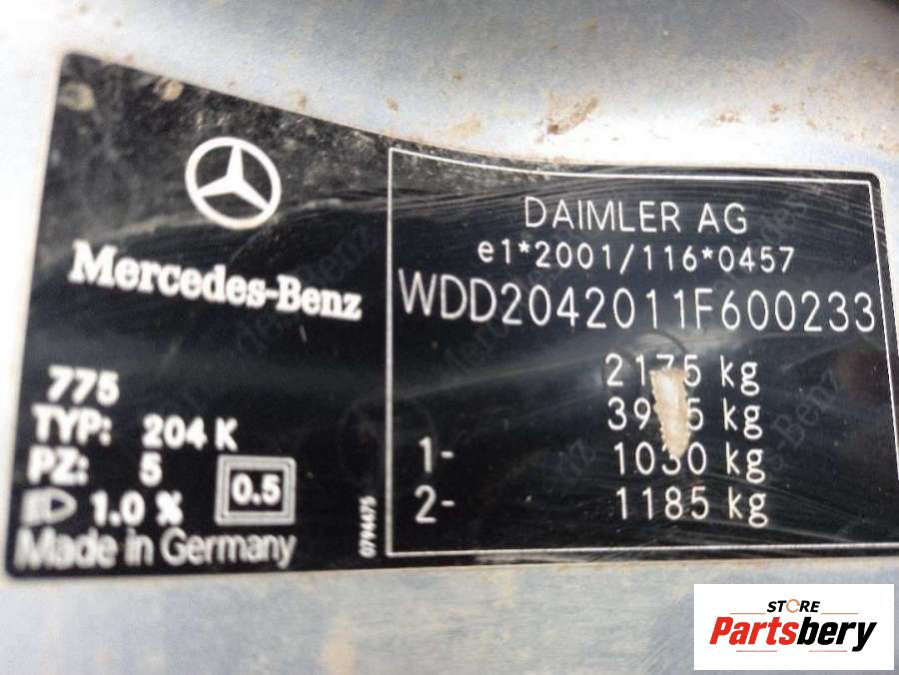 Mercedes-Benz
775
TYP: 204 K
PZ: 5
1.0 %
0.5
Made in Germany
DAIMLER AG
e1*2001/116*0457
WDD2042011F600233
kg
kg
1- 1030 kg
2- 1185 kg
STORE
Partsbery